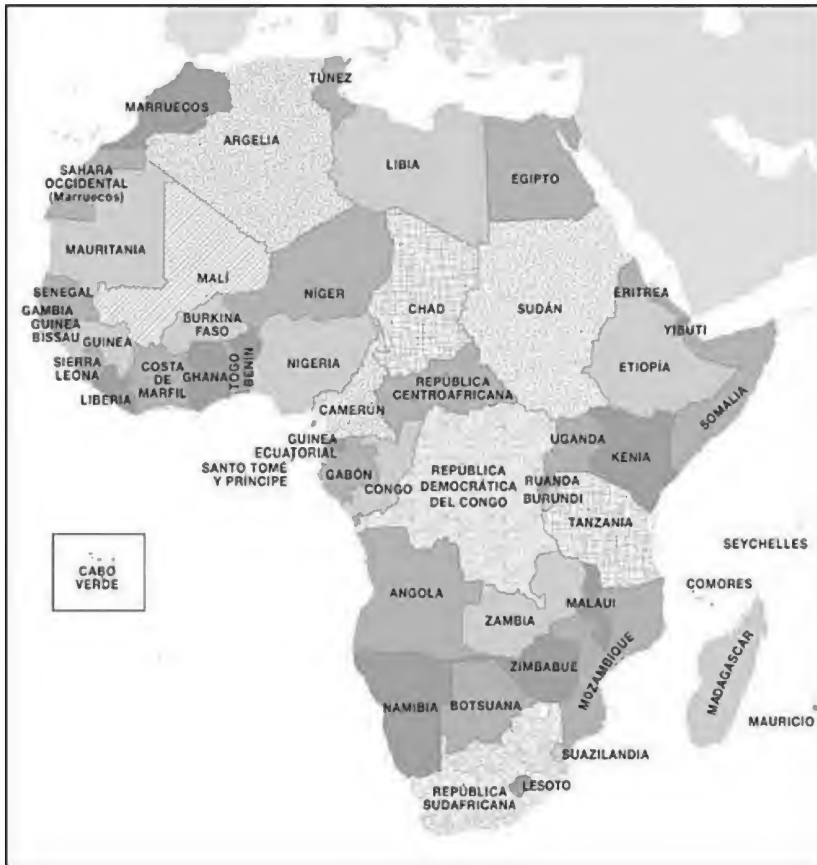 TÚNEZ
MARRUECOS
ARGELIA
LIBIA
EGIPTO
SAHARA
OCCIDENTAL
(Marruecos)
MAURITANIA
MALÍ
NÍGER
CHAD
SUDÁN
ERITREA
YIBUTI
SENEGAL
GAMBIA
GUINEA
BISSAU
GUINEA
BURKINA
FASO
SIERRA
LEONA
LIBERIA
COSTA
DE
MARFIL
GHANA
TOGO
BENÍN
NIGERIA
ETIOPÍA
SOMALIA
REPÚBLICA
CENTROAFRICANA
CAMERÚN
GUINEA
ECUATORIAL
SANTO TOMÉ
Y PRÍNCIPE
GABÓN
CONGO
REPÚBLICA
DEMOCRÁTICA
DEL CONGO
UGANDA
KENIA
RUANDA
BURUNDI
TANZANIA
SEYCHELLES
CABO
VERDE
COMORES
ANGOLA
ZAMBIA
MALAUI
MOZAMBIQUE
ZIMBABUE
MADAGASCAR
NAMIBIA
BOTSUANA
MAURICIO
SUAZILANDIA
LESOTO
REPÚBLICA
SUDAFRICANA